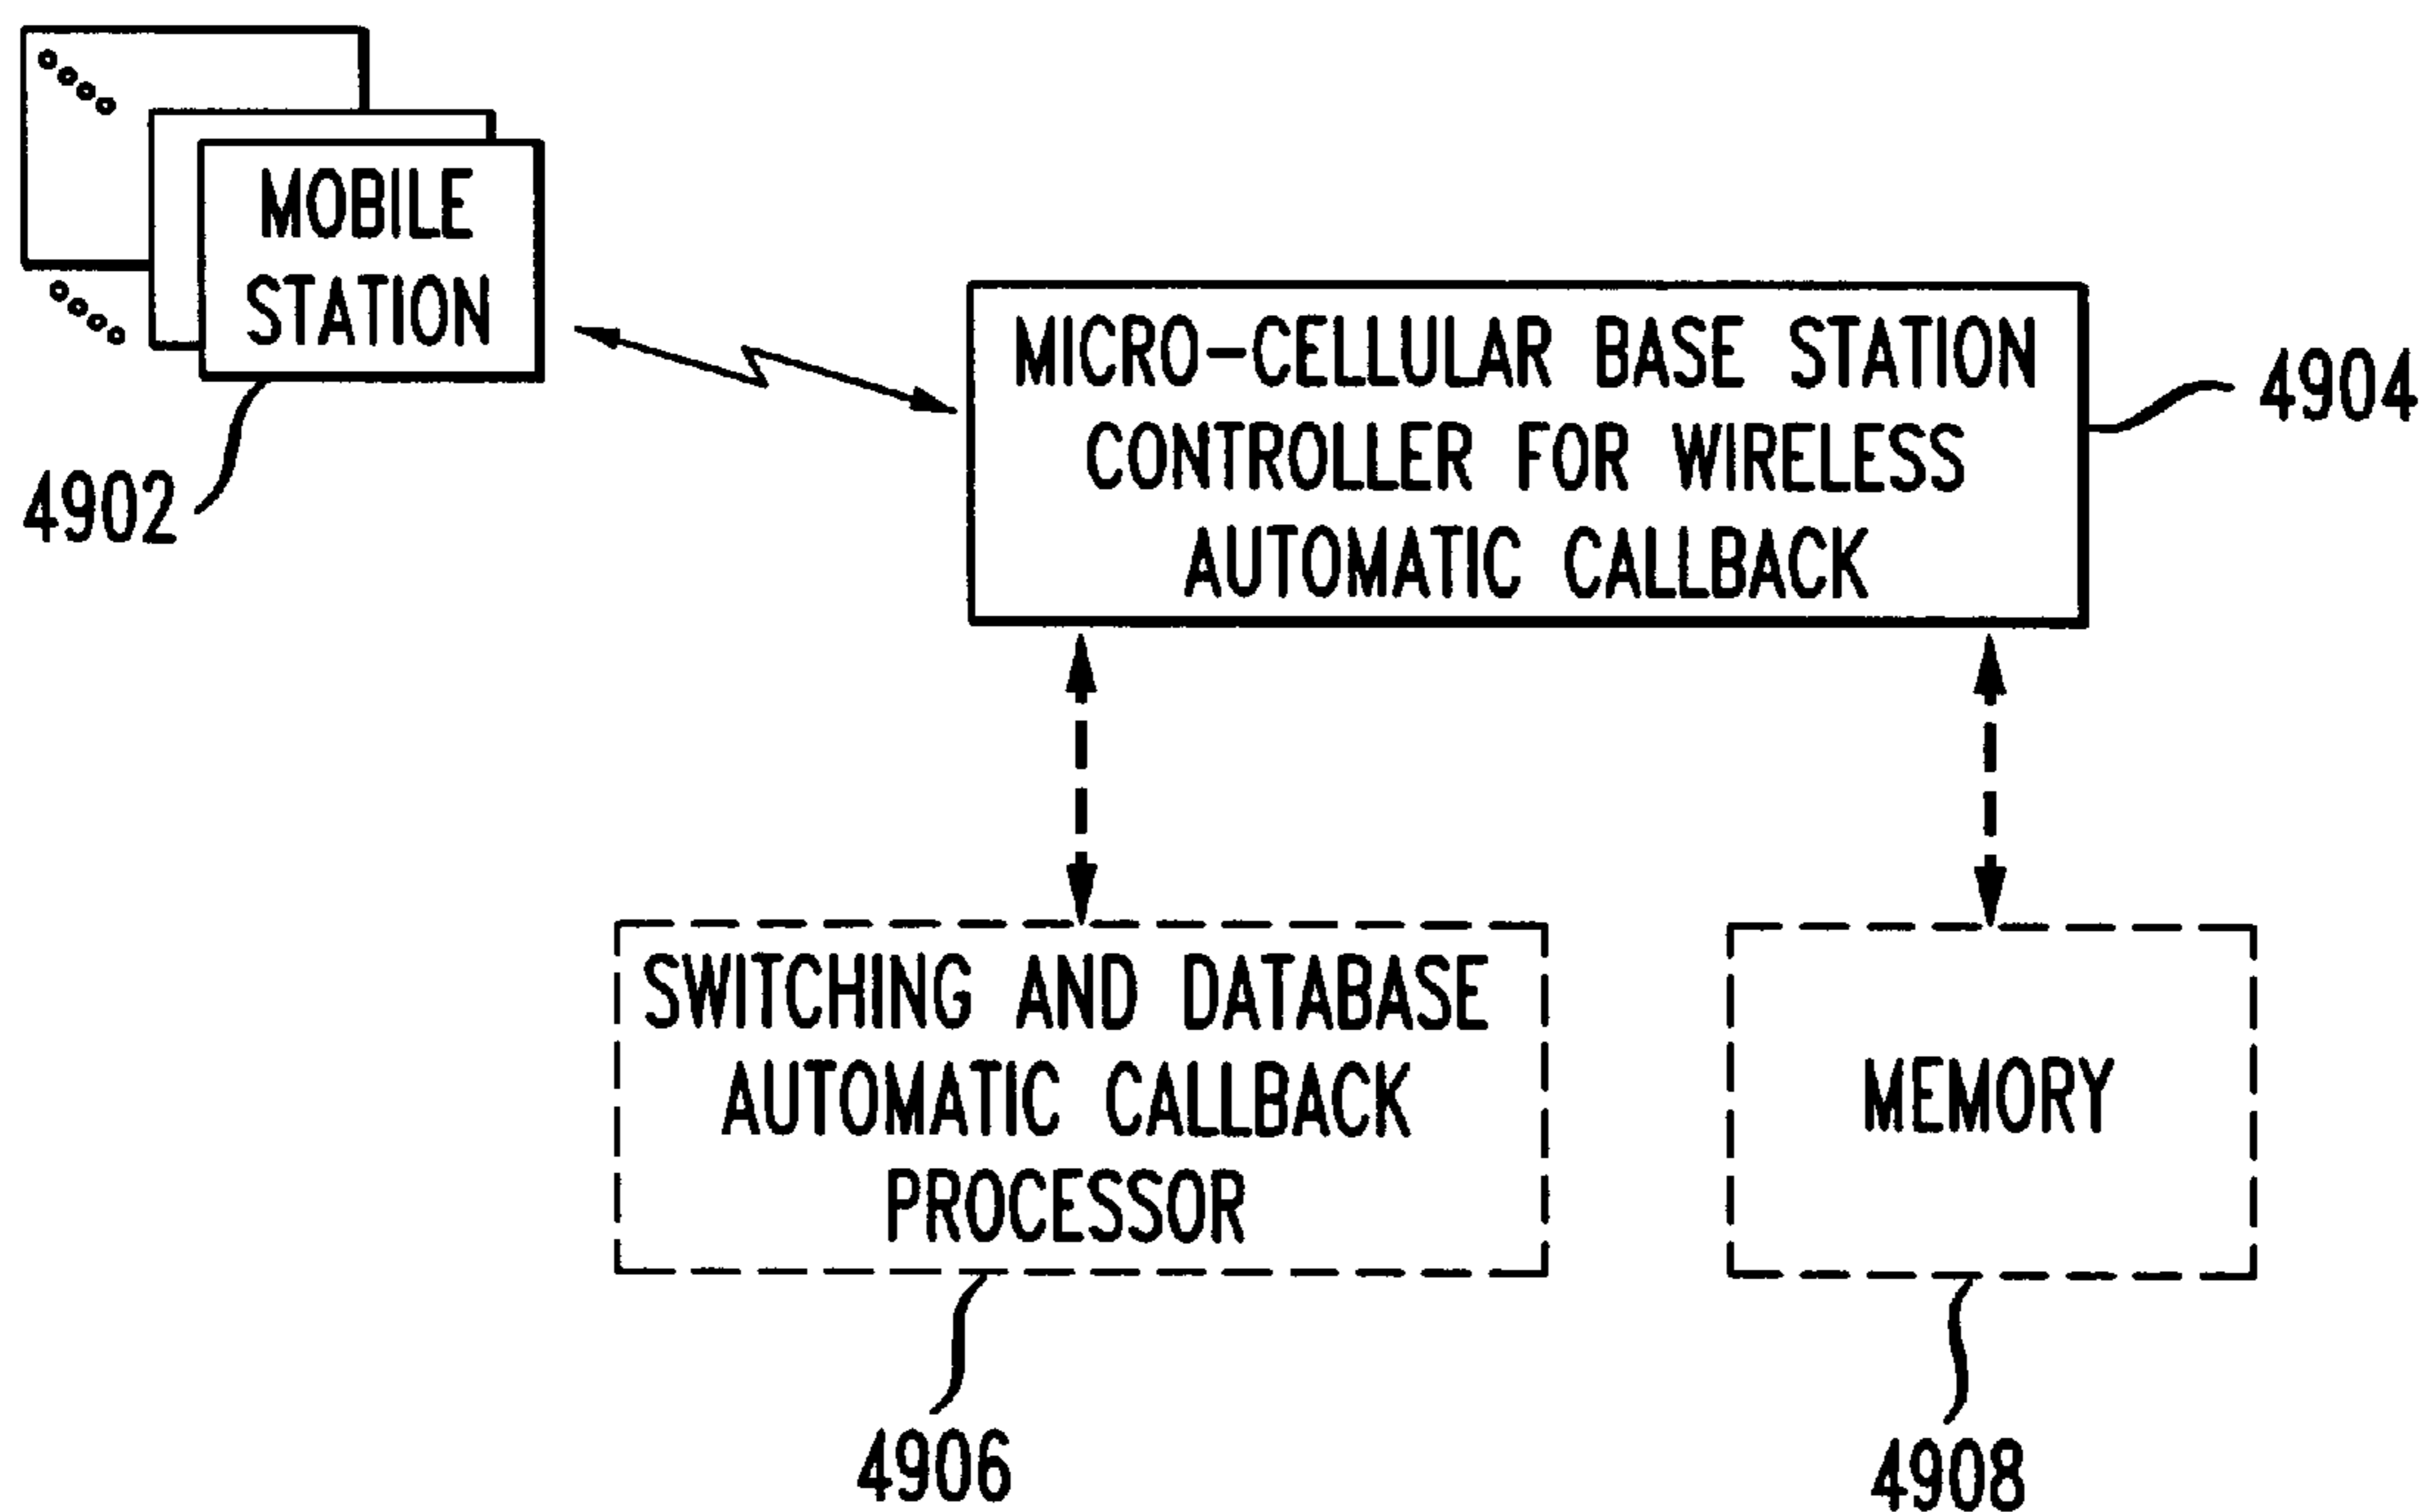 MOBILE
STATION
4902
MICRO-CELLULAR BASE STATION
CONTROLLER FOR WIRELESS
AUTOMATIC CALLBACK
4904
SWITCHING AND DATABASE
AUTOMATIC CALLBACK
PROCESSOR
4906
MEMORY
4908